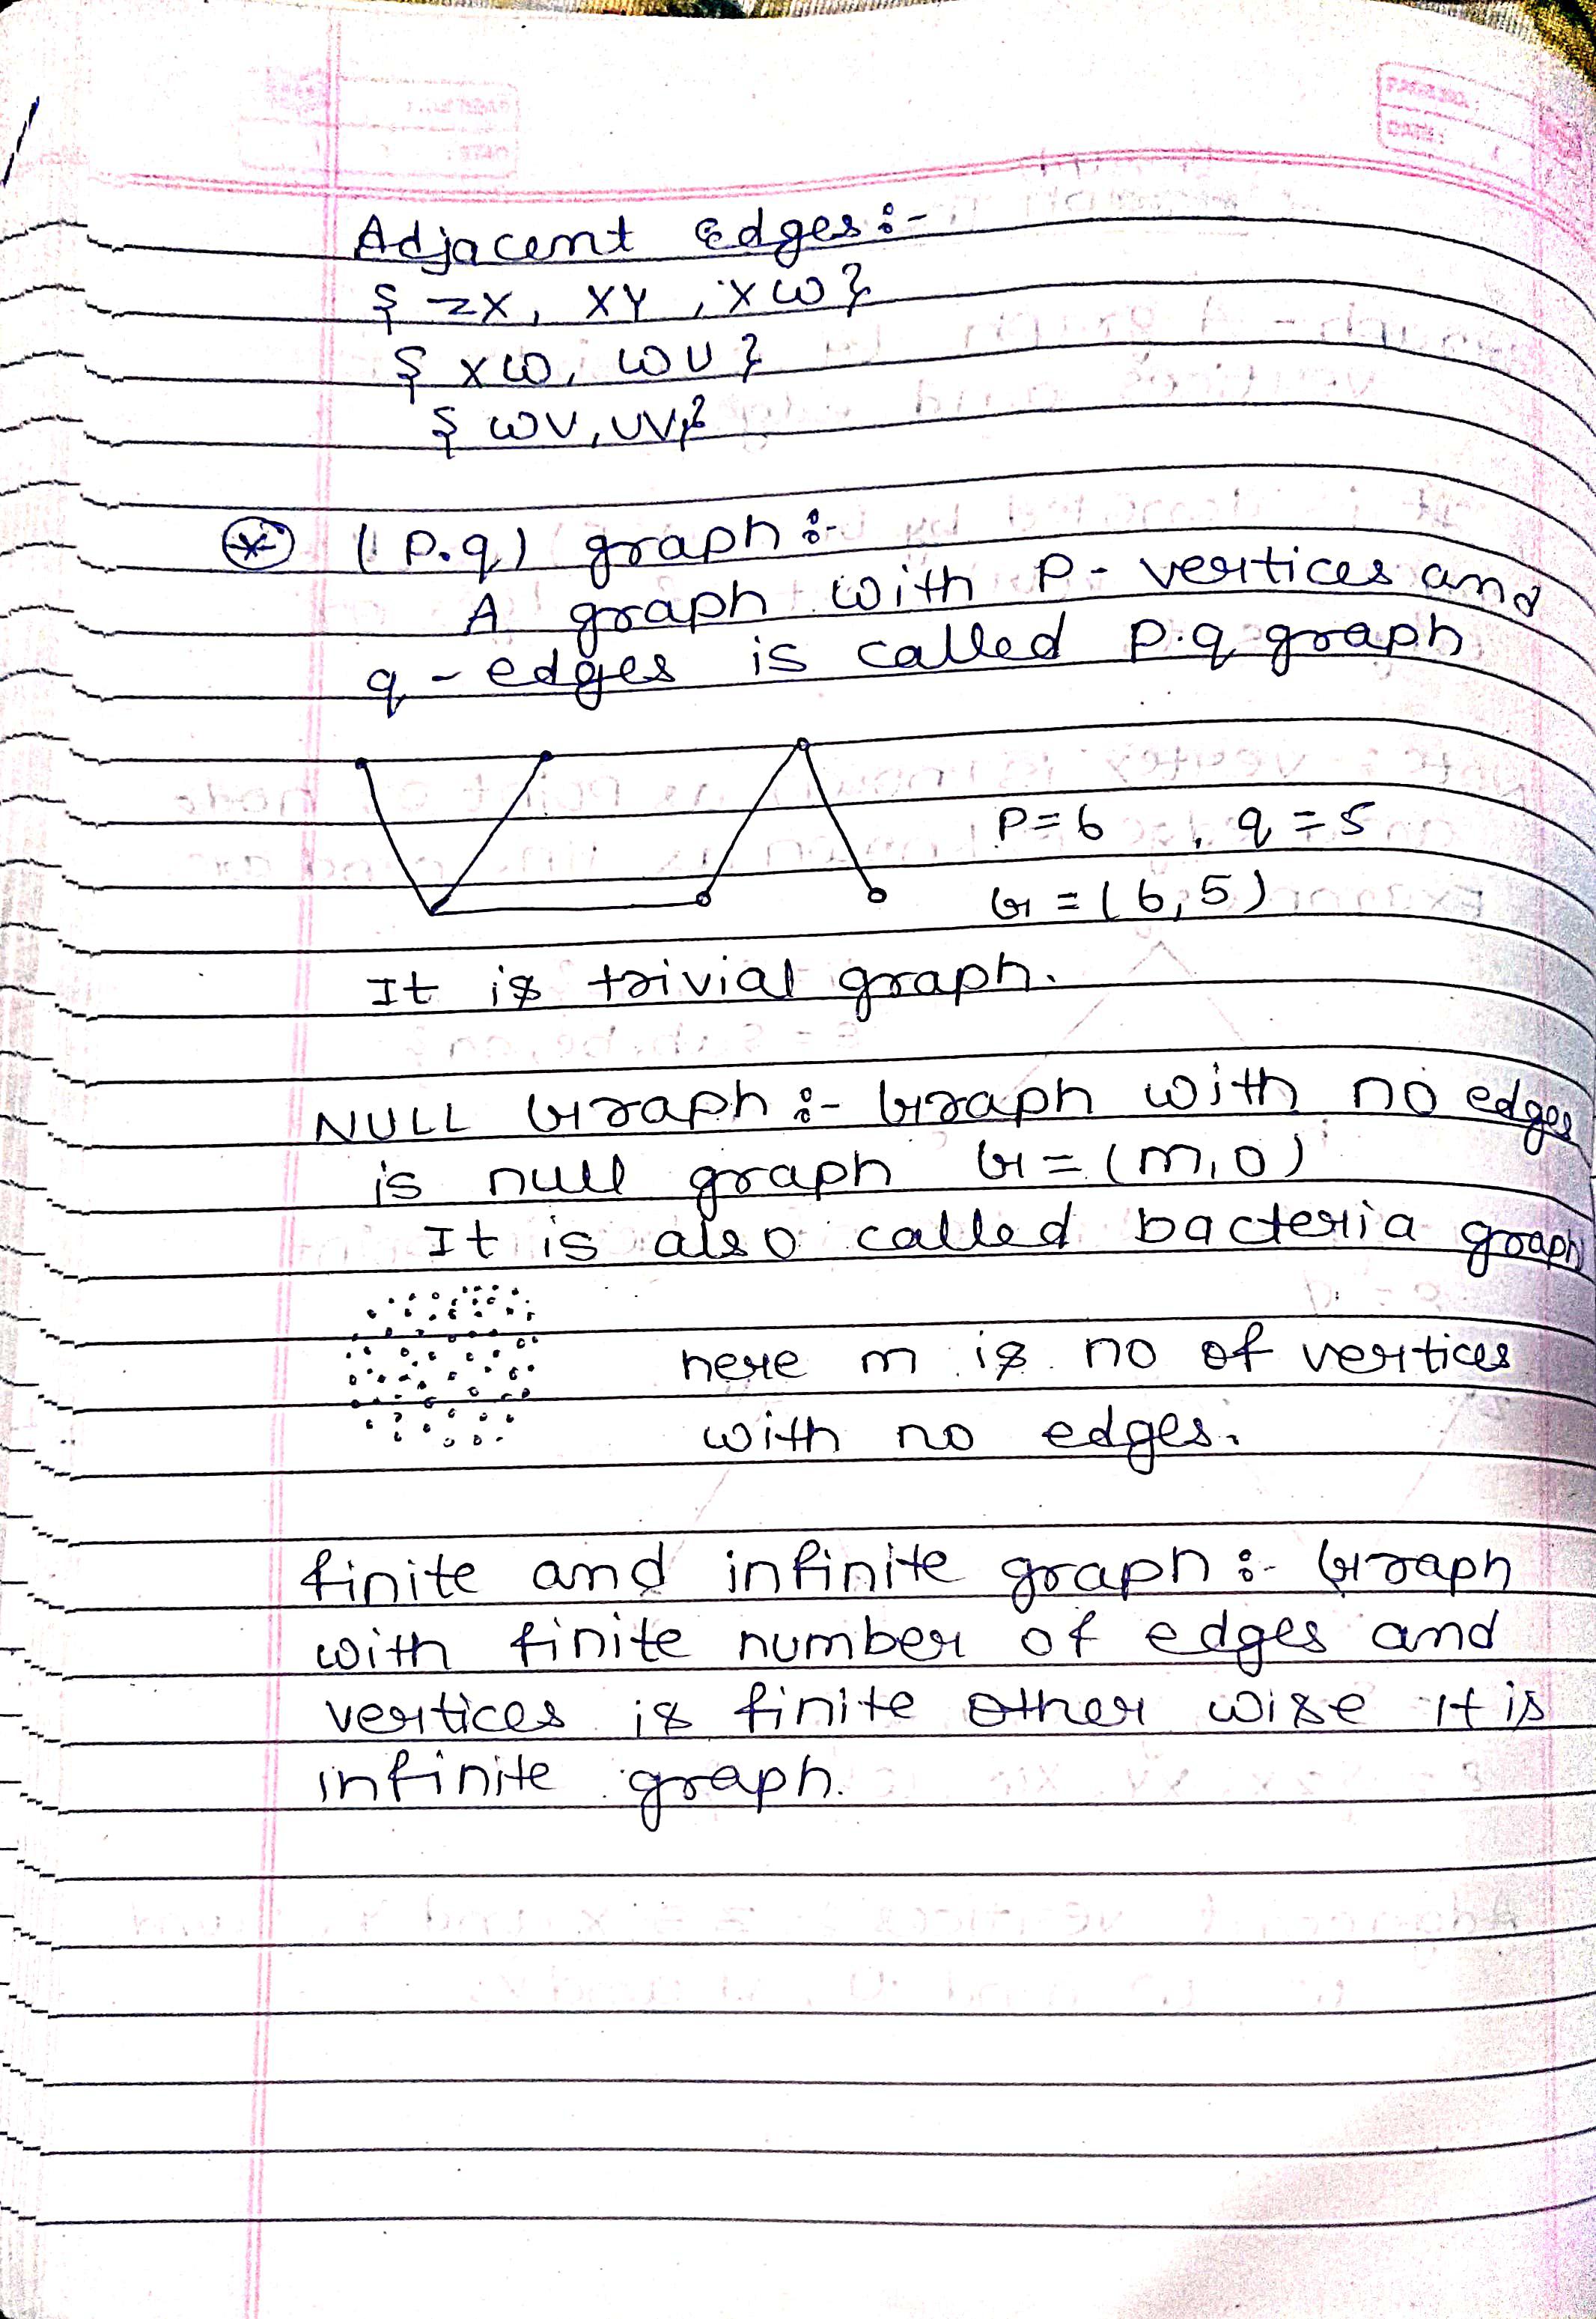 Adjacent Edges :-
{ zx, xy, xw }
{ xw, wu }
{ wv, uv }
(*) (p.q) graph :-
A graph with p- vertices and
q - edges is called p.q graph
P=6 , q=5
G = (6,5)
It is trivial graph.
NULL Graph :- Graph with no edges
is null graph G = (m,0)
It is also called bacteria graph
here m is no of vertices
with no edges.
finite and infinite graph :- Graph
with finite number of edges and
vertices is finite other wise it is
infinite graph.